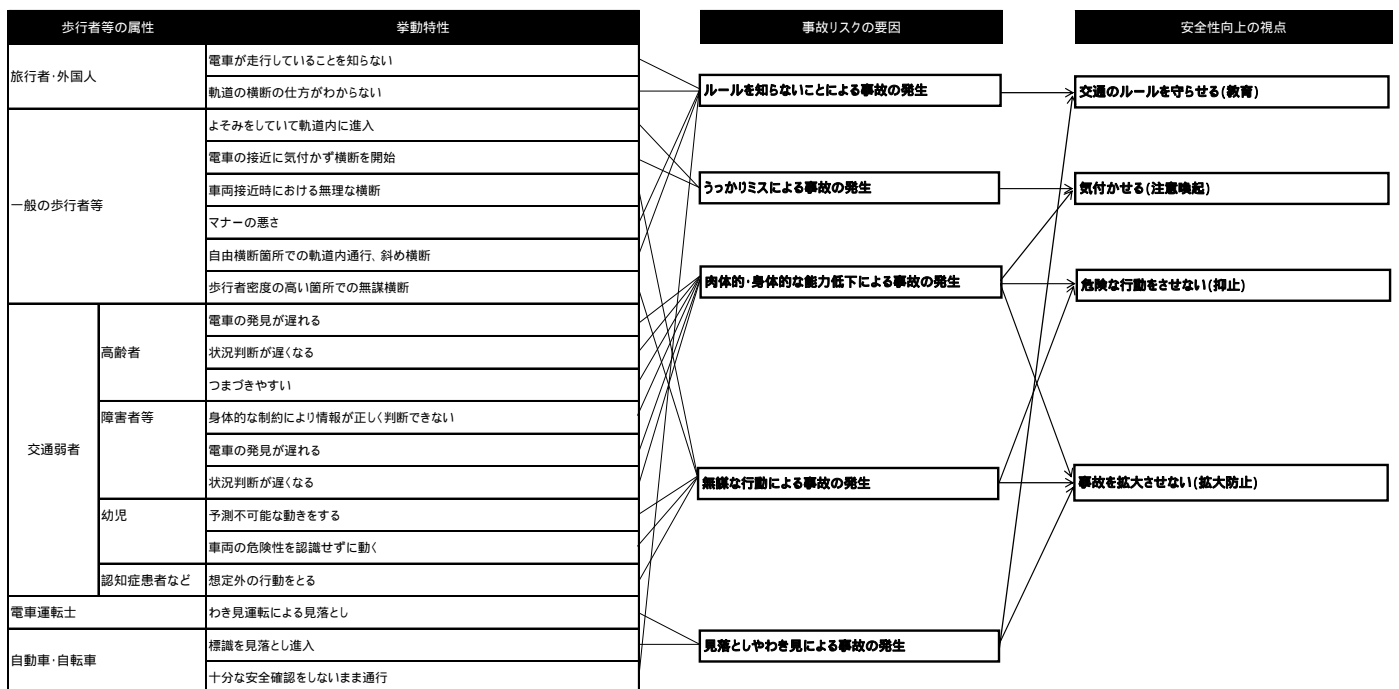 歩行者等の属性 挙動特性 事故リスクの要因 安全性向上の視点
旅行者・外国人
電車が走行していることを知らない
軌道の横断の仕方がわからない
一般の歩行者等
よそみをしていて軌道内に進入
電車の接近に気付かず横断を開始
車両接近時における無理な横断
マナーの悪さ
自由横断箇所での軌道内通行、斜め横断
歩行者密度の高い箇所での無謀横断
交通弱者
高齢者
電車の発見が遅れる
状況判断が遅くなる
つまづきやすい
障害者等
身体的な制約により情報が正しく判断できない
電車の発見が遅れる
状況判断が遅くなる
幼児
予測不可能な動きをする
車両の危険性を認識せずに動く
認知症患者など
想定外の行動をとる
電車運転士
わき見運転による見落とし
自動車・自転車
標識を見落とし進入
十分な安全確認をしないまま通行
ルールを知らないことによる事故の発生
うっかりミスによる事故の発生
肉体的・身体的な能力低下による事故の発生
無謀な行動による事故の発生
見落としやわき見による事故の発生
交通のルールを守らせる(教育)
気付かせる(注意喚起)
危険な行動をさせない(抑止)
事故を拡大させない(拡大防止)